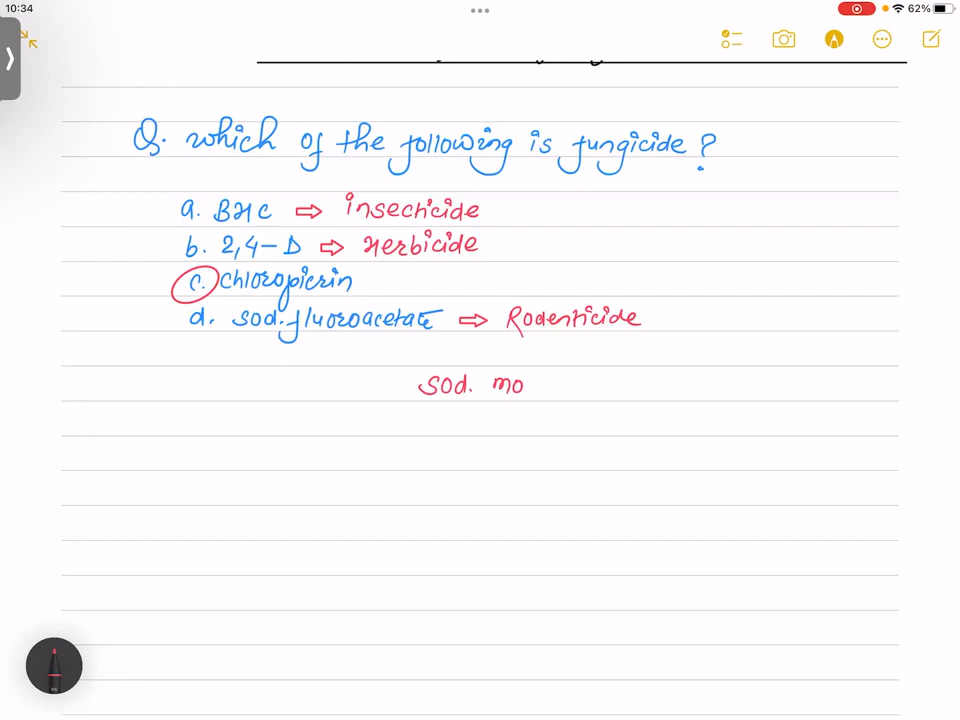 10:34
62%
Q. which of the following is fungicide?
a. BHC ⇨ insecticide
b. 2,4-D ⇨ Herbicide
c. chloropicrin
d. sod. fluoroacetate ⇨ Rodenticide
sod. mo